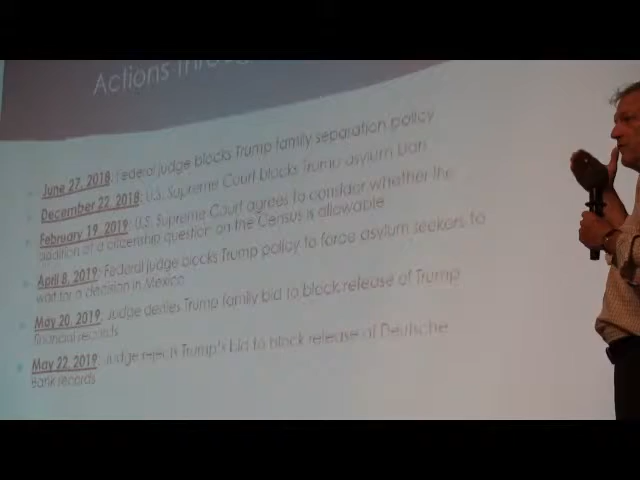 Actions through
June 27, 2018: Federal judge blocks Trump family separation policy
December 22, 2018: U.S. Supreme Court blocks Trump asylum ban
February 19, 2019: U.S. Supreme Court agrees to consider whether the
addition of a citizenship question on the Census is allowable
April 8, 2019: Federal judge blocks Trump policy to force asylum seekers to
wait for a decision in Mexico
May 20, 2019: Judge denies Trump family bid to block release of Trump
financial records
May 22, 2019: Judge rejects Trump's bid to block release of Deutsche
Bank records